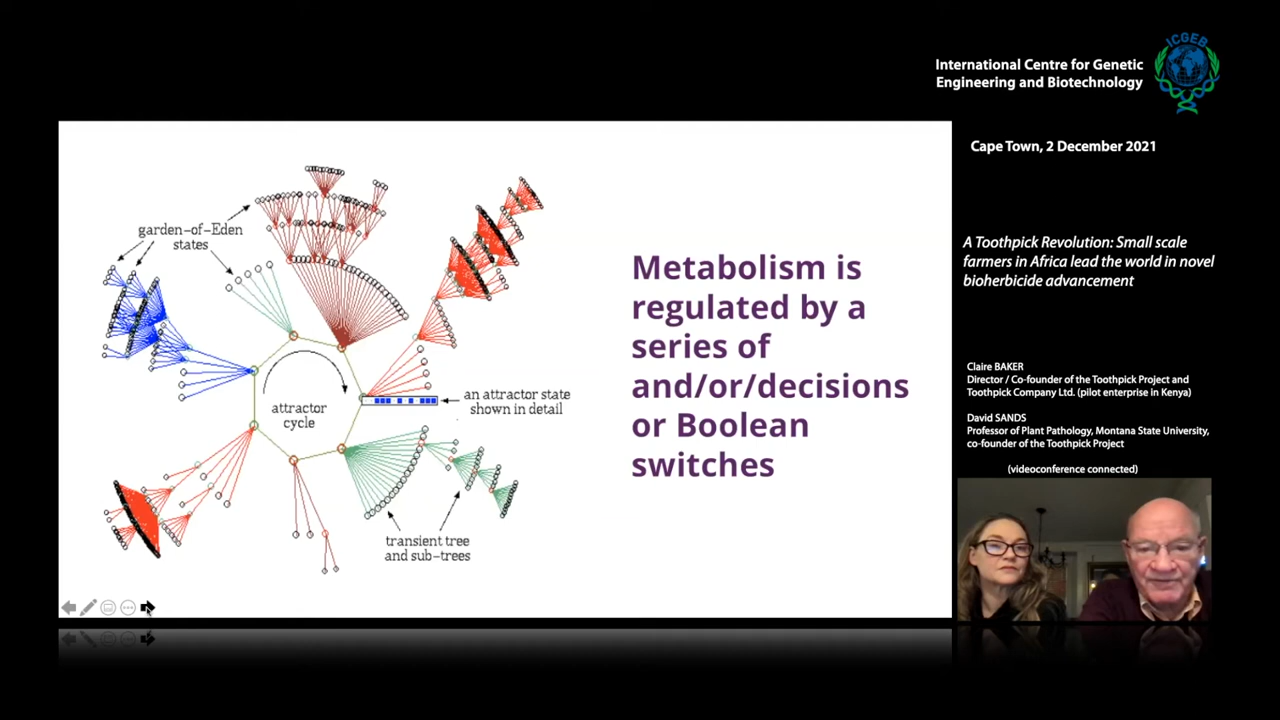 ICGEB
International Centre for Genetic
Engineering and Biotechnology
Cape Town, 2 December 2021
A Toothpick Revolution: Small scale
farmers in Africa lead the world in novel
bioherbicide advancement
Claire BAKER
Director / Co-founder of the Toothpick Project and
Toothpick Company Ltd. (pilot enterprise in Kenya)
David SANDS
Professor of Plant Pathology, Montana State University,
co-founder of the Toothpick Project
(videoconference connected)
garden-of-Eden
states
attractor
cycle
an attractor state
shown in detail
transient tree
and sub-trees
Metabolism is
regulated by a
series of
and/or/decisions
or Boolean
switches